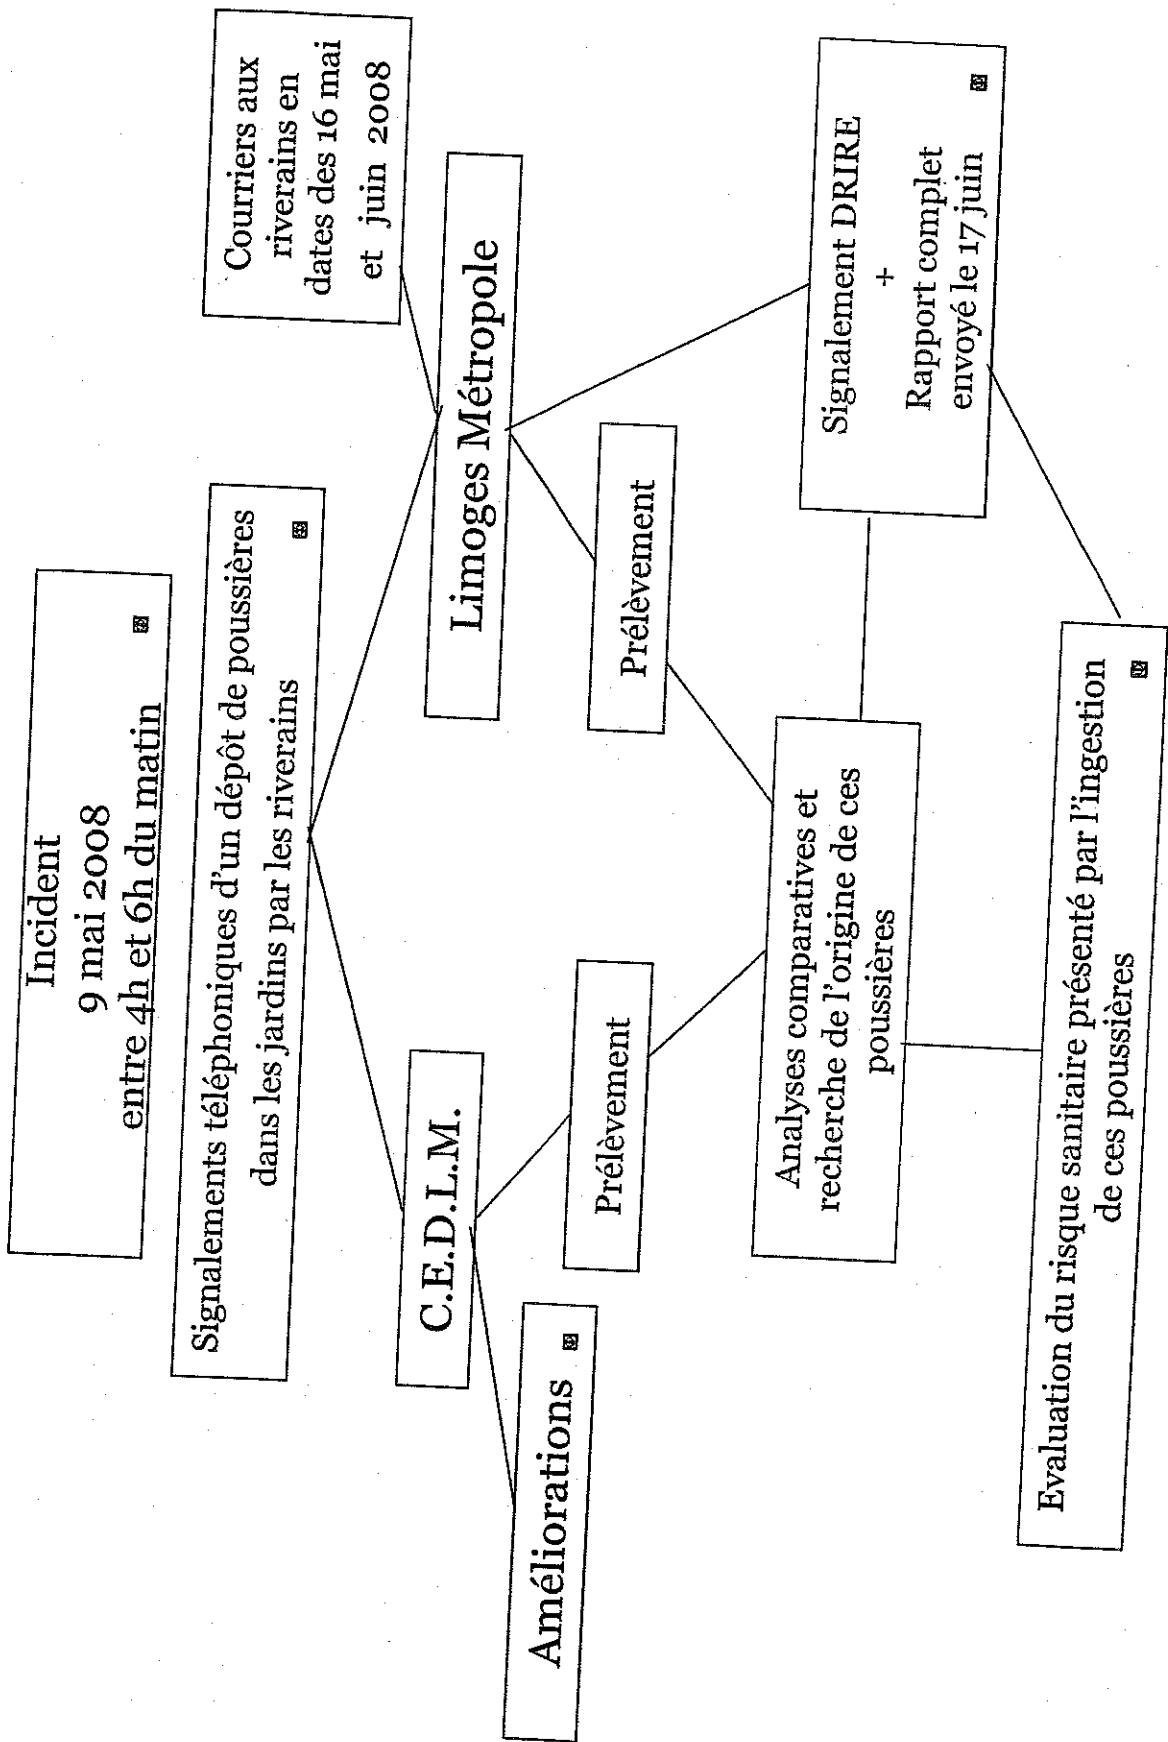 Incident
9 mai 2008
entre 4h et 6h du matin
Signalements téléphoniques d'un dépôt de poussières
dans les jardins par les riverains
Courriers aux
riverains en
dates des 16 mai
et juin 2008
C.E.D.L.M.
Limoges Métropole
Améliorations
Prélèvement
Prélèvement
Analyses comparatives et
recherche de l'origine de ces
poussières
Signalement DRIRE
+
Rapport complet
envoyé le 17 juin
Evaluation du risque sanitaire présenté par l'ingestion
de ces poussières